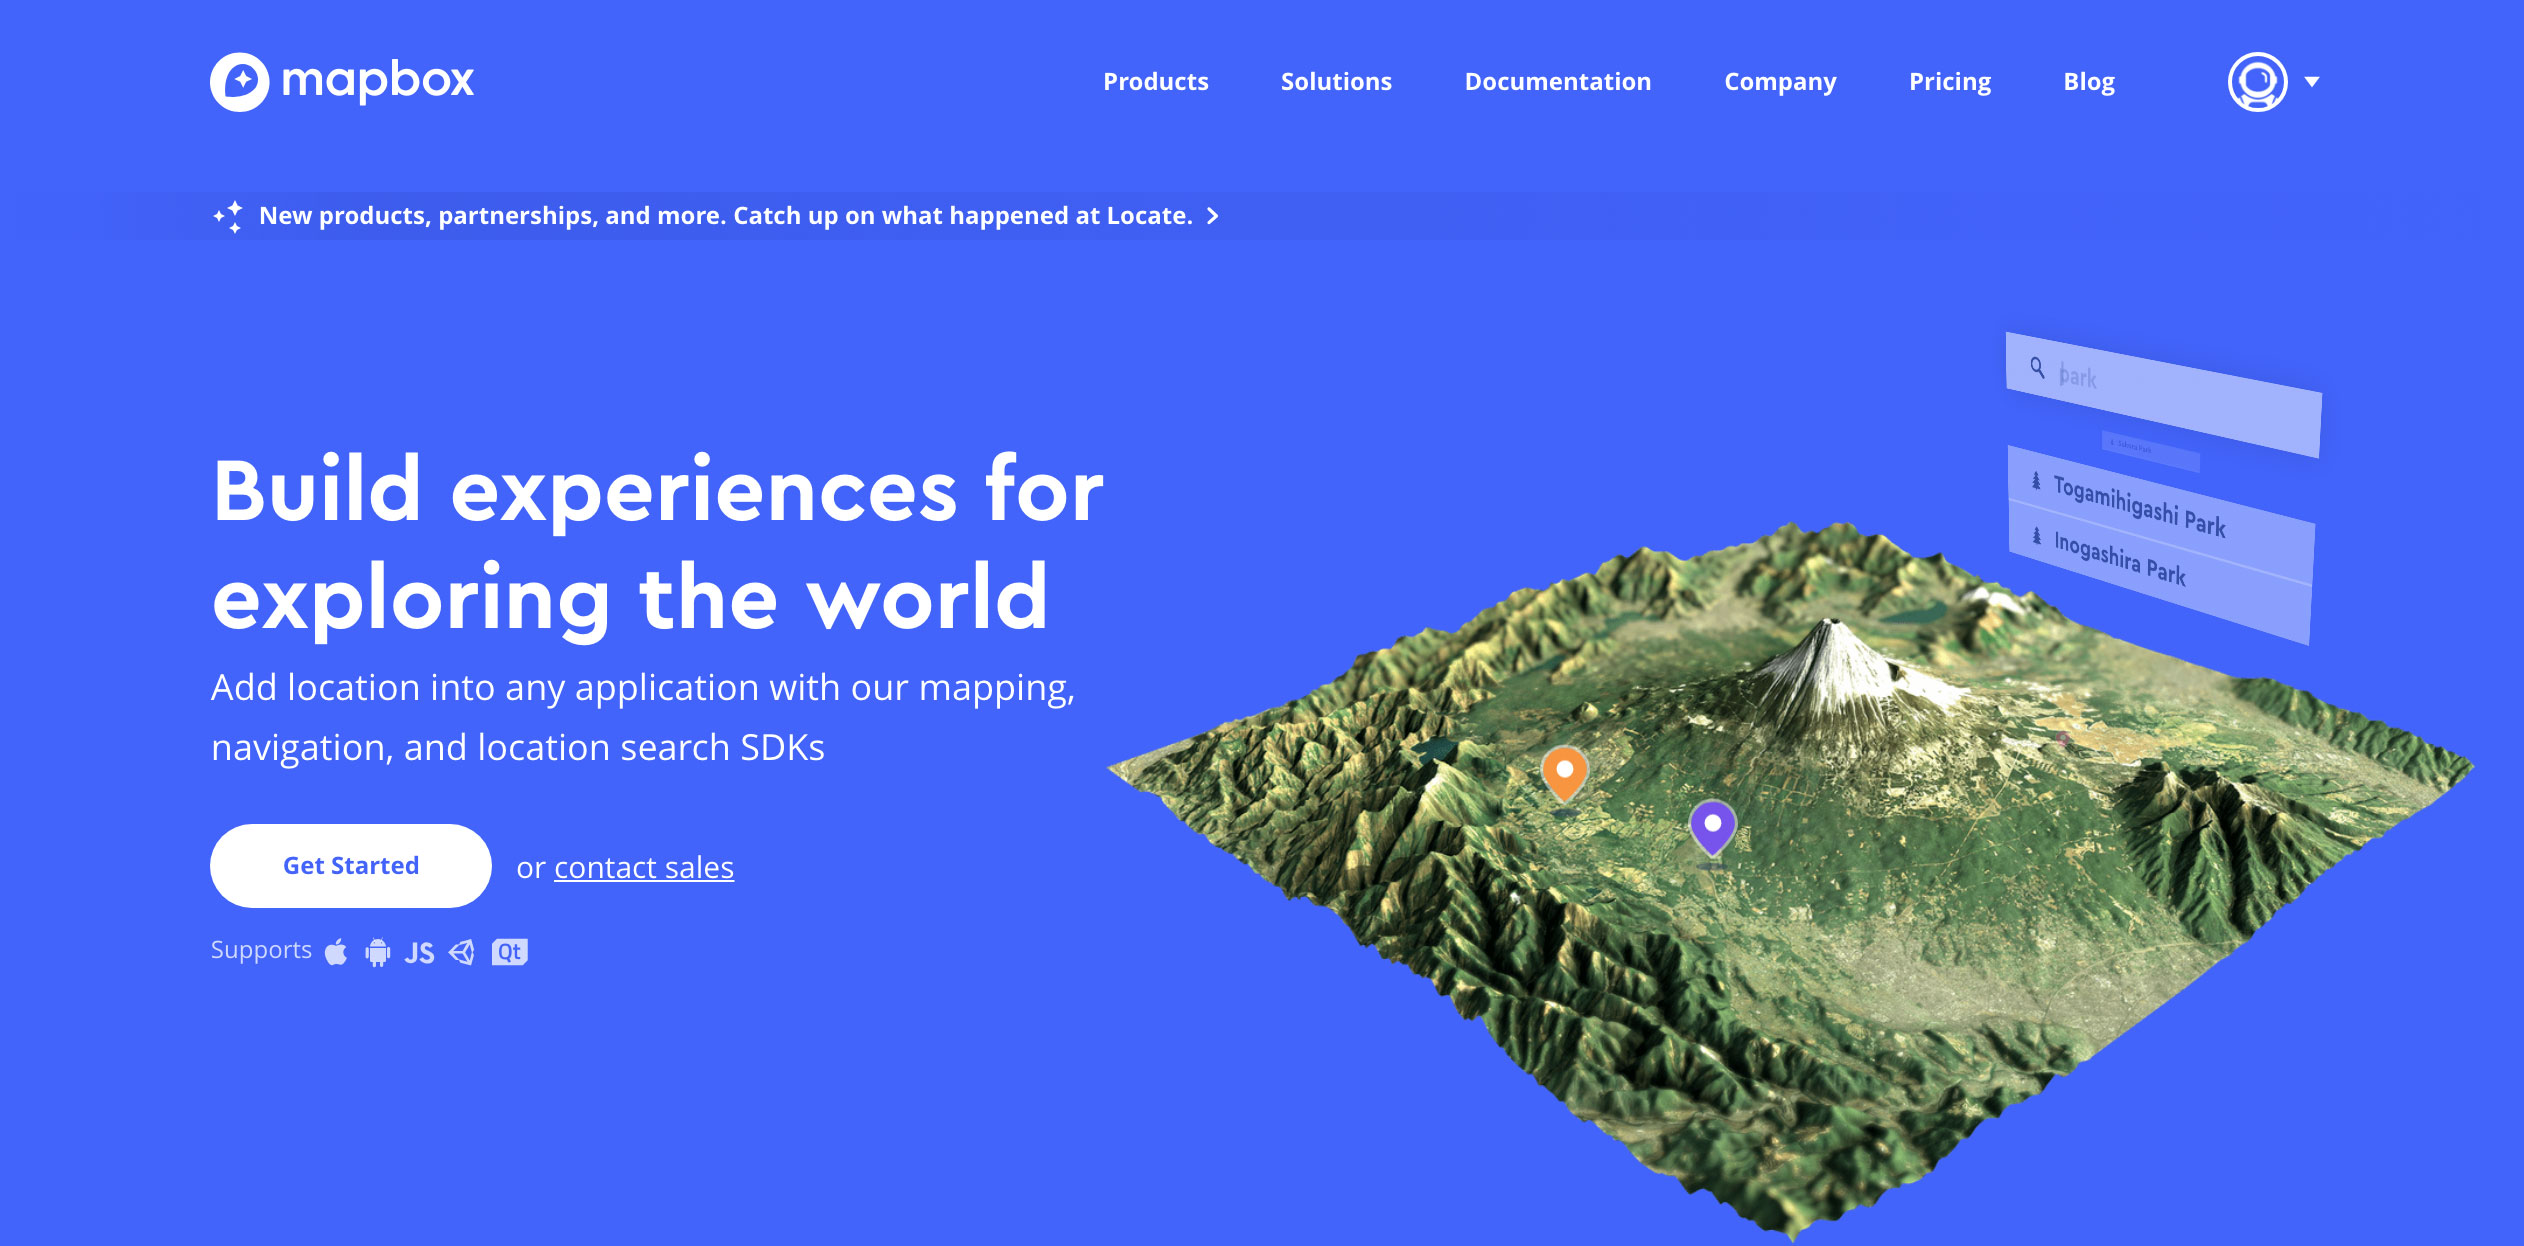 mapbox
Products Solutions Documentation Company Pricing Blog
New products, partnerships, and more. Catch up on what happened at Locate.
Build experiences for
exploring the world
Add location into any application with our mapping,
navigation, and location search SDKs
Get Started or contact sales
Supports JS Qt
park
Togamihigashi Park
Inogashira Park